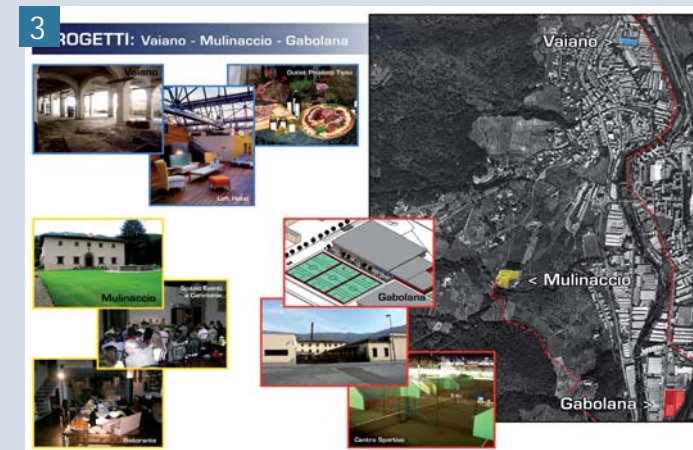 3
ROGETTI: Vaiano - Mulinaccio - Gabolana
Vaiano
Outlet Prodotti Tipici
Loft Hotel
Vaiano >
Mulinaccio
Spazio Eventi
e Cerimonie
Ristorante
Gabolana
Centro Sportivo
< Mulinaccio
Gabolana >